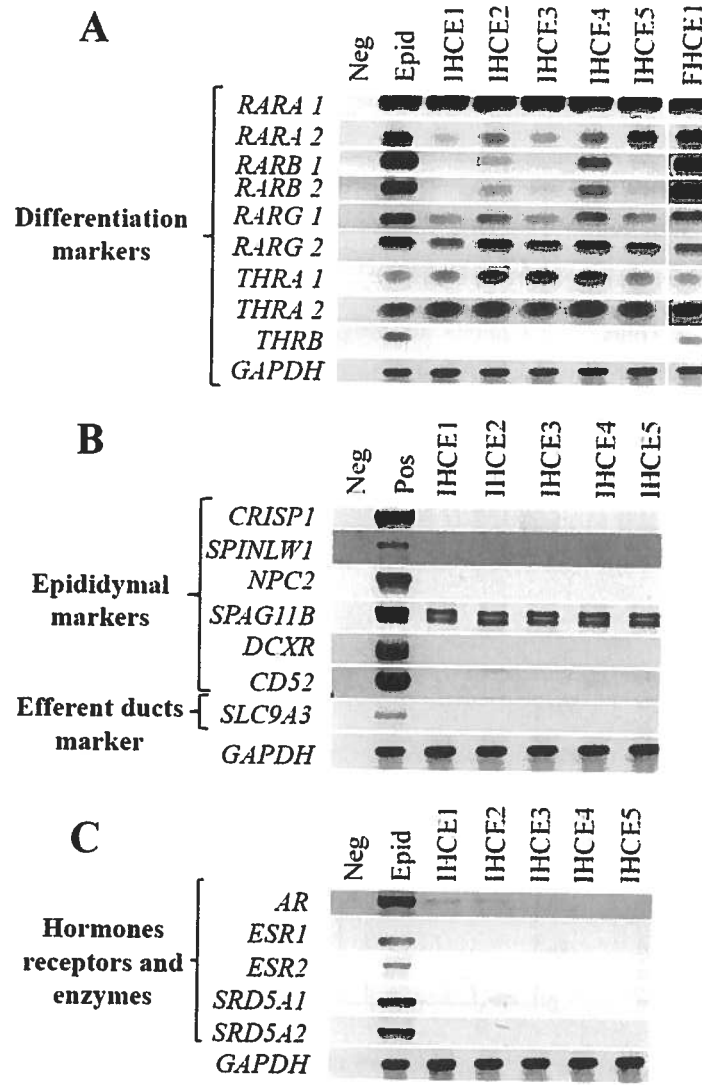 A
Neg
Epid
IHCE1
IHCE2
IHCE3
IHCE4
IHCE5
FHCE1
RARA 1
RARA 2
RARB 1
RARB 2
RARG 1
RARG 2
THRA 1
THRA 2
THRB
GAPDH
Differentiation
markers
B
Neg
Pos
IHCE1
IHCE2
IHCE3
IHCE4
IHCE5
CRISP1
SPINLW1
NPC2
SPAG11B
DCXR
CD52
Epididymal
markers
SLC9A3
Efferent ducts
marker
GAPDH
C
Neg
Epid
IHCE1
IHCE2
IHCE3
IHCE4
IHCE5
AR
ESR1
ESR2
SRD5A1
SRD5A2
Hormones
receptors and
enzymes
GAPDH